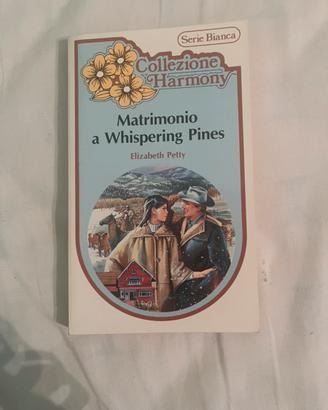 Serie Bianca
Collezione
Harmony
Matrimonio
a Whispering Pines
Elizabeth Petty